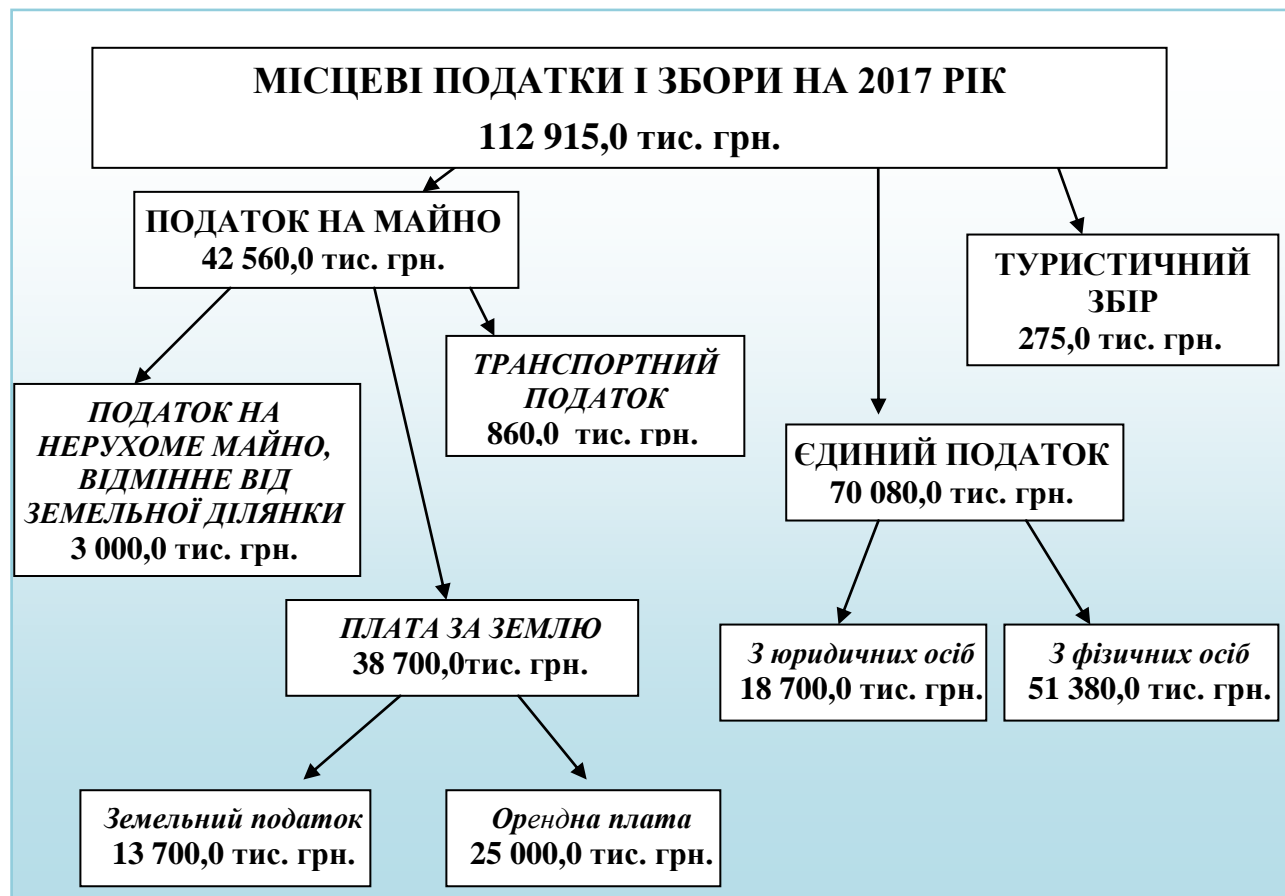 МІСЦЕВІ ПОДАТКИ І ЗБОРИ НА 2017 РІК
112 915,0 тис. грн.
ПОДАТОК НА МАЙНО
42 560,0 тис. грн.
ТУРИСТИЧНИЙ
ЗБІР
275,0 тис. грн.
ТРАНСПОРТНИЙ
ПОДАТОК
860,0 тис. грн.
ПОДАТОК НА
НЕРУХОМЕ МАЙНО,
ВІДМІННЕ ВІД
ЗЕМЕЛЬНОЇ ДІЛЯНКИ
3 000,0 тис. грн.
ЄДИНИЙ ПОДАТОК
70 080,0 тис. грн.
ПЛАТА ЗА ЗЕМЛЮ
38 700,0тис. грн.
З юридичних осіб
18 700,0 тис. грн.
З фізичних осіб
51 380,0 тис. грн.
Земельний податок
13 700,0 тис. грн.
Орендна плата
25 000,0 тис. грн.